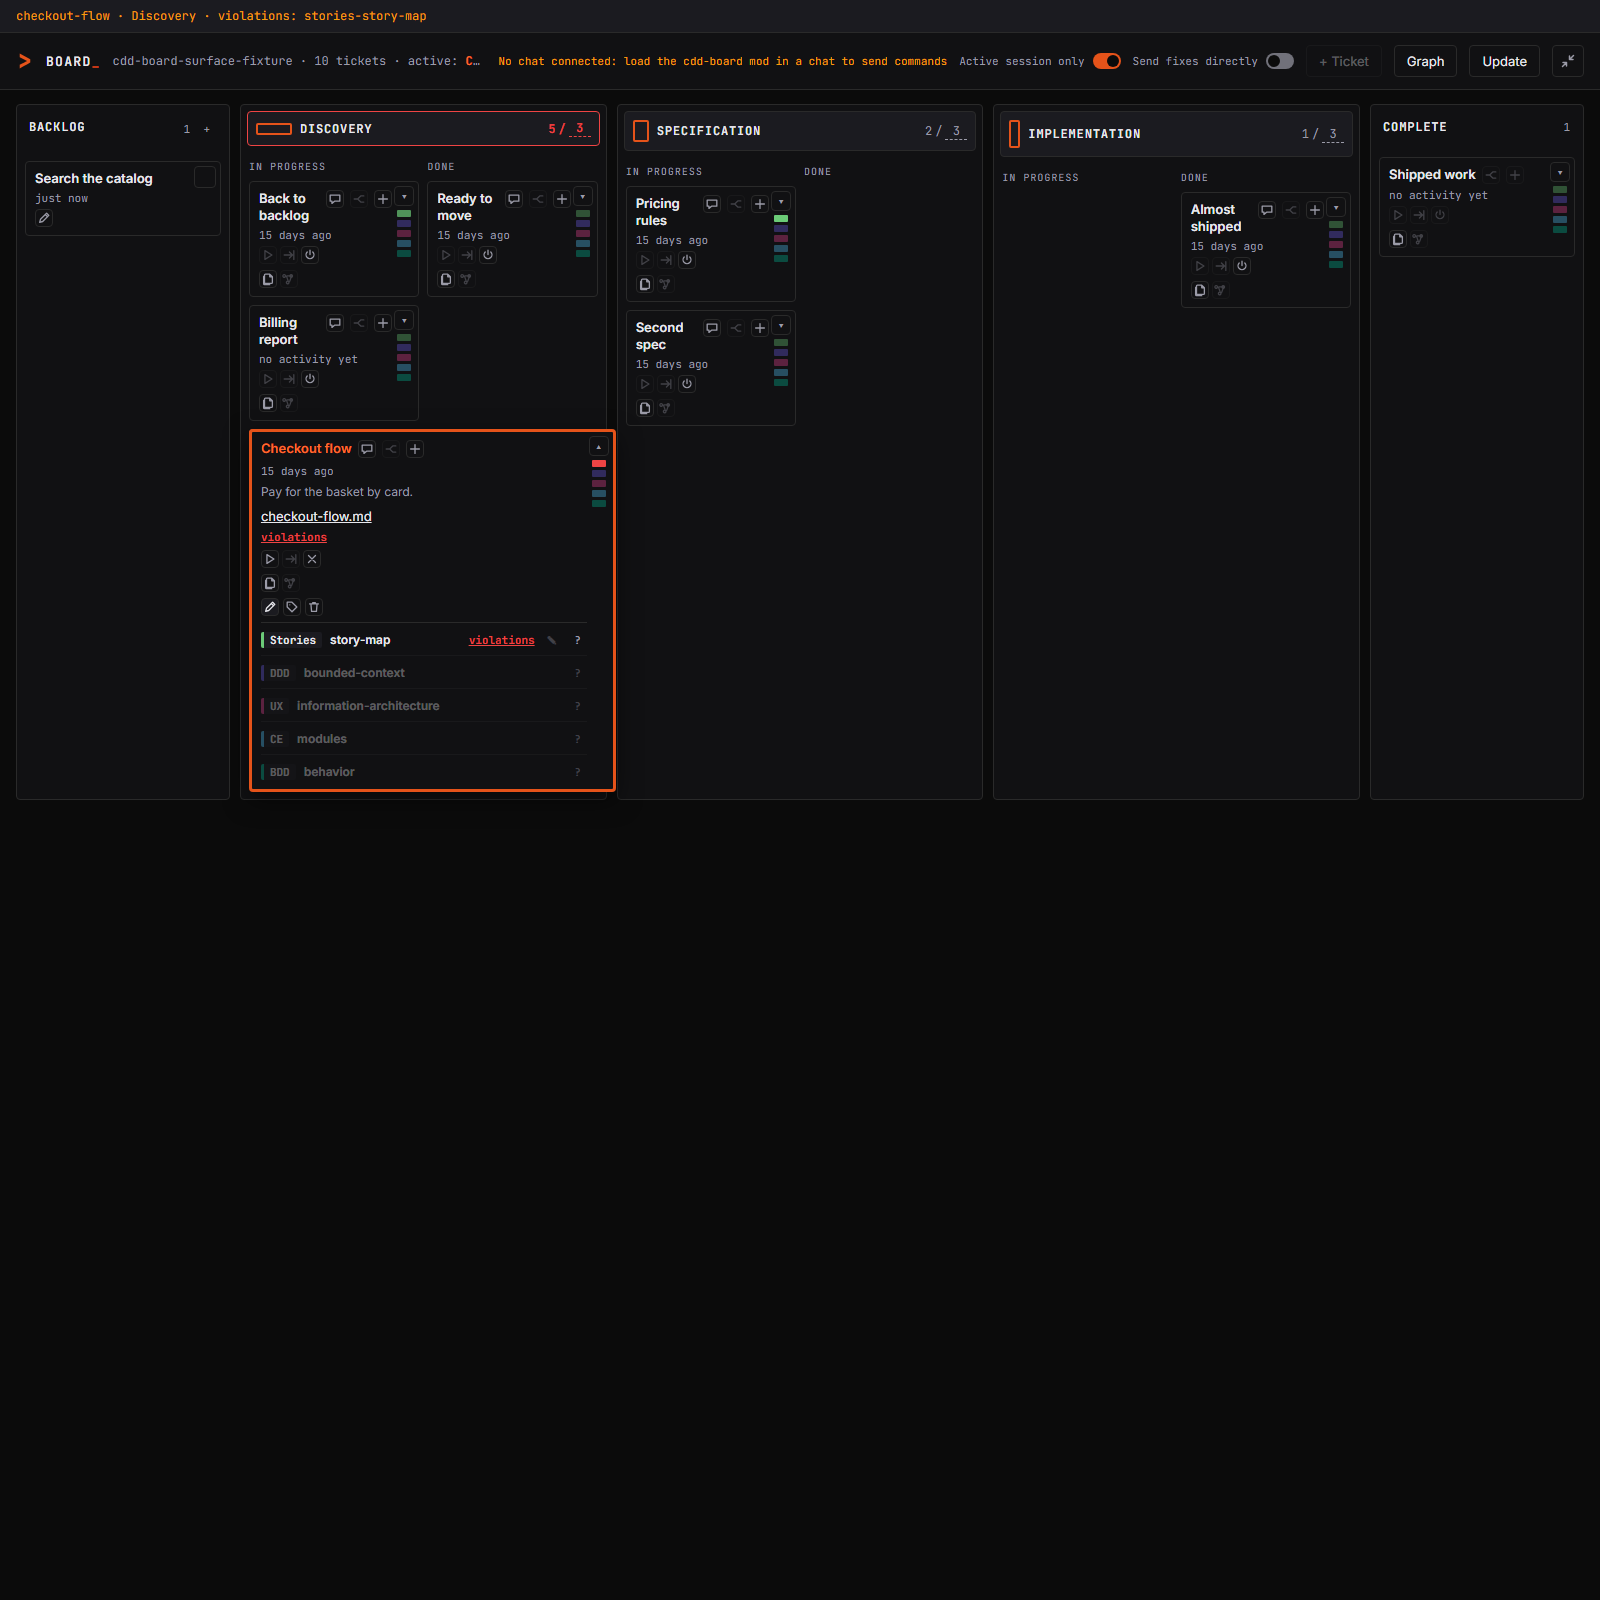 checkout-flow · Discovery · violations: stories-story-map
> BOARD_ cdd-board-surface-fixture · 10 tickets · active: C… No chat connected: load the cdd-board mod in a chat to send commands Active session only Send fixes directly + Ticket Graph Update
BACKLOG 1 +
Search the catalog
just now
DISCOVERY 5 / 3
IN PROGRESS DONE
Back to backlog
15 days ago
Ready to move
15 days ago
Billing report
no activity yet
Checkout flow
15 days ago
Pay for the basket by card.
checkout-flow.md
violations
Stories story-map violations ?
DDD bounded-context ?
UX information-architecture ?
CE modules ?
BDD behavior ?
SPECIFICATION 2 / 3
IN PROGRESS DONE
Pricing rules
15 days ago
Second spec
15 days ago
IMPLEMENTATION 1 / 3
IN PROGRESS DONE
Almost shipped
15 days ago
COMPLETE 1
Shipped work
no activity yet